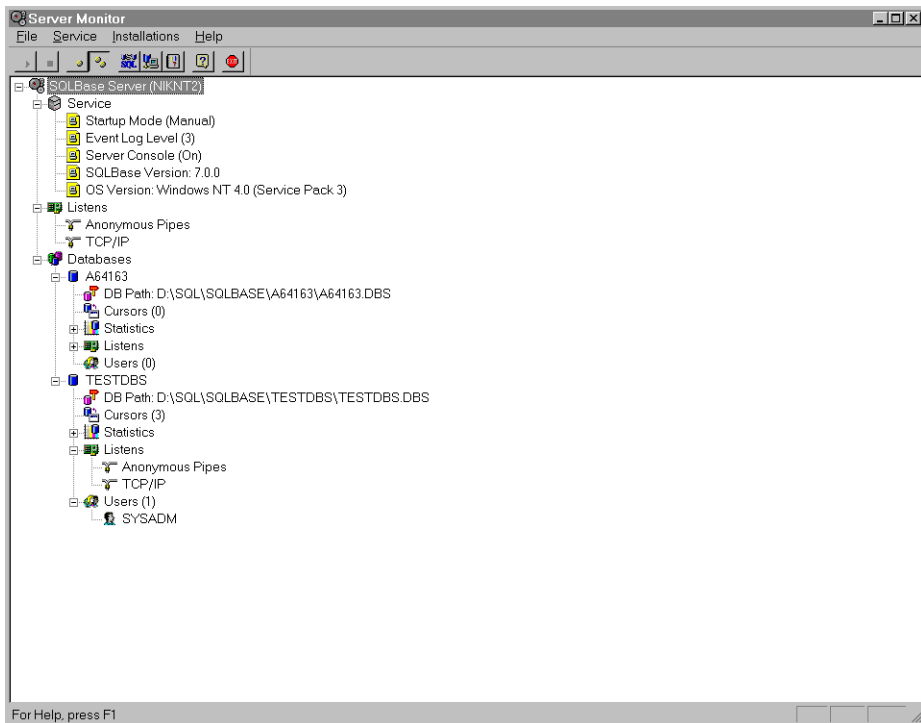 Server Monitor
File Service Installations Help
SQLBase Server (NIKNT2)
Service
Startup Mode (Manual)
Event Log Level (3)
Server Console (On)
SQLBase Version: 7.0.0
OS Version: Windows NT 4.0 (Service Pack 3)
Listens
Anonymous Pipes
TCP/IP
Databases
A64163
DB Path: D:\SQL\SQLBASE\A64163\A64163.DBS
Cursors (0)
Statistics
Listens
Users (0)
TESTDBS
DB Path: D:\SQL\SQLBASE\TESTDBS\TESTDBS.DBS
Cursors (3)
Statistics
Listens
Anonymous Pipes
TCP/IP
Users (1)
SYSADM
For Help, press F1